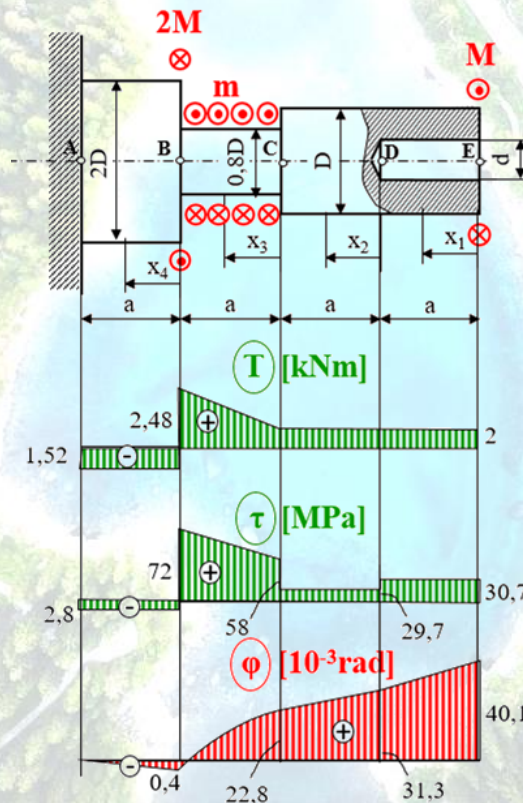 2M
M
m
A
2D
B
0,8D
C
D
D
E
d
x₄
x₃
x₂
x₁
a
a
a
a
T [kNm]
2,48
+
1,52
-
2
τ [MPa]
72
+
2,8
-
58
29,7
30,7
φ [10⁻³rad]
+
40,1
-
0,4
22,8
31,3